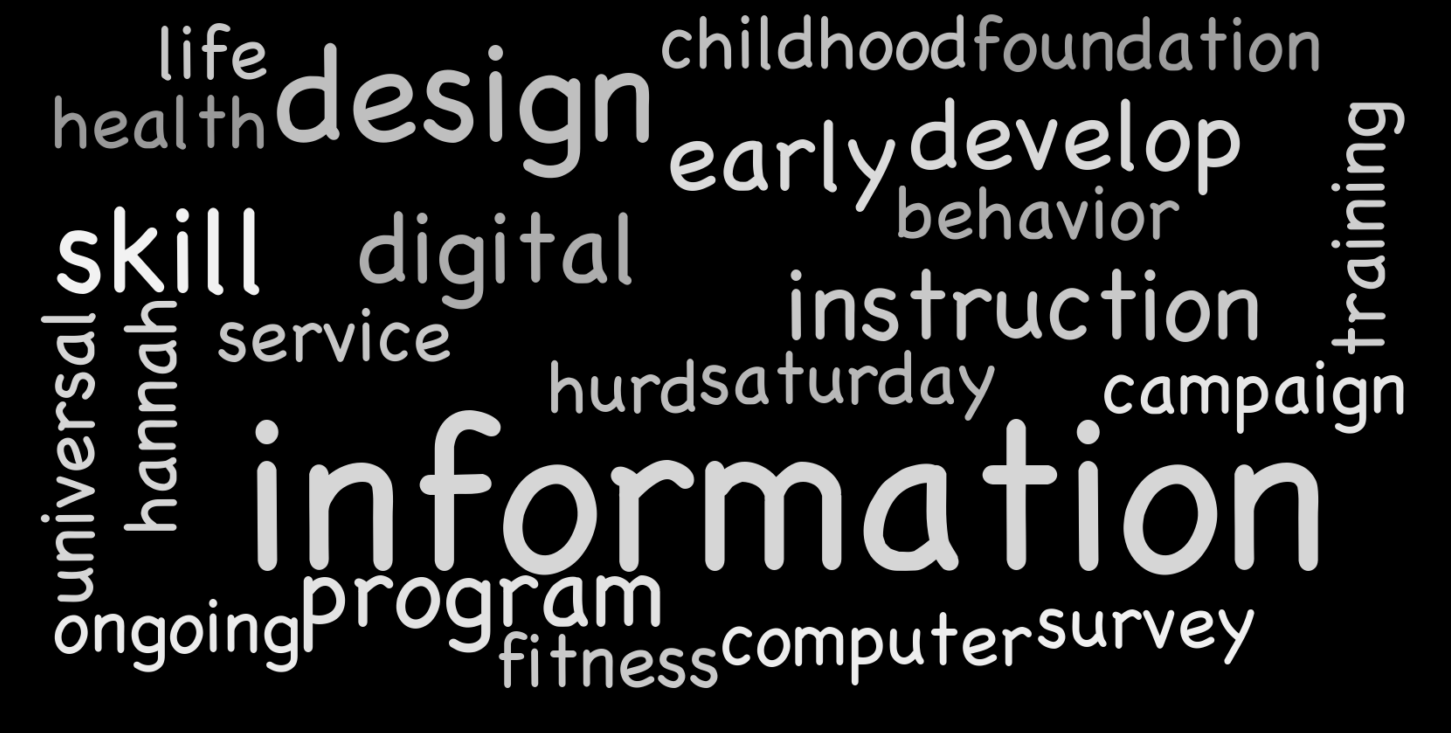 life
childhood foundation
health design
early develop
training
behavior
skill digital
instruction
universal
hannah
service
hurd saturday
campaign
information
program
ongoing
computer survey
fitness